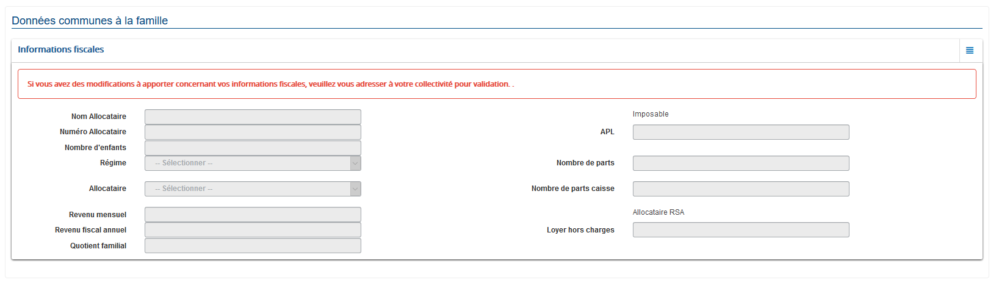 Données communes à la famille
Informations fiscales
Si vous avez des modifications à apporter concernant vos informations fiscales, veuillez vous adresser à votre collectivité pour validation. .
Nom Allocataire
Imposable
Numéro Allocataire
APL
Nombre d'enfants
Régime
-- Sélectionner --
Nombre de parts
Allocataire
-- Sélectionner --
Nombre de parts caisse
Revenu mensuel
Allocataire RSA
Revenu fiscal annuel
Loyer hors charges
Quotient familial